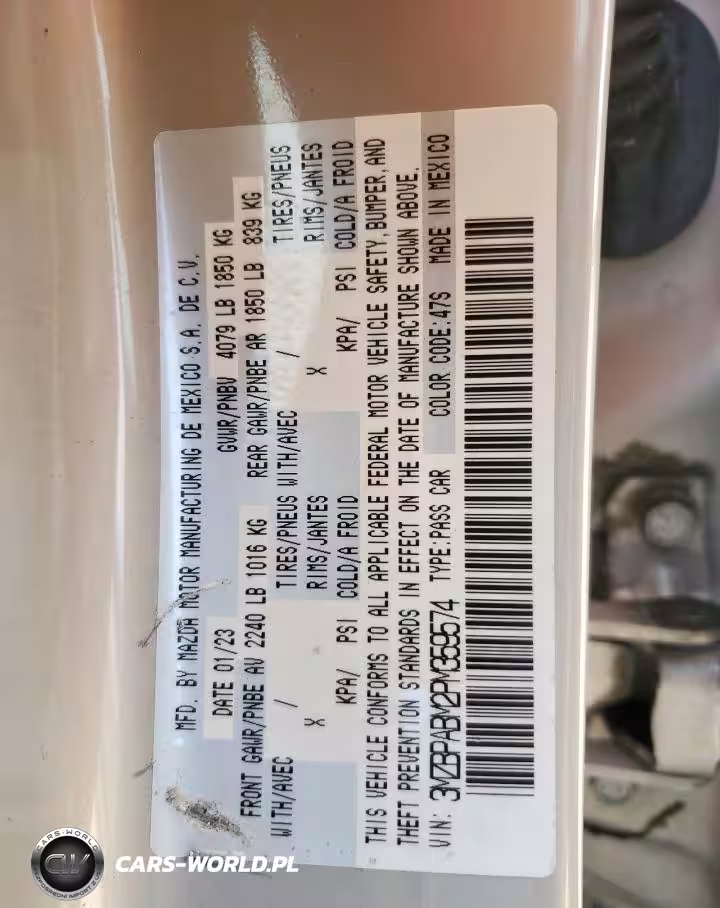 MFD. BY MAZDA MOTOR MANUFACTURING DE MEXICO S.A. DE C.V.
DATE 01/23 GVWR/PNBV 4079 LB 1850 KG
FRONT GAWR/PNBE AV 2240 LB 1016 KG REAR GAWR/PNBE AR 1850 LB 839 KG
WITH/AVEC / TIRES/PNEUS WITH/AVEC / TIRES/PNEUS
X RIMS/JANTES X RIMS/JANTES
KPA/ PSI COLD/A FROID KPA/ PSI COLD/A FROID
THIS VEHICLE CONFORMS TO ALL APPLICABLE FEDERAL MOTOR VEHICLE SAFETY, BUMPER, AND
THEFT PREVENTION STANDARDS IN EFFECT ON THE DATE OF MANUFACTURE SHOWN ABOVE.
VIN: 3MZBPABM2PM359574 TYPE:PASS CAR COLOR CODE:47S MADE IN MEXICO
CARS-WORLD
CW
CARS-WORLD.PL